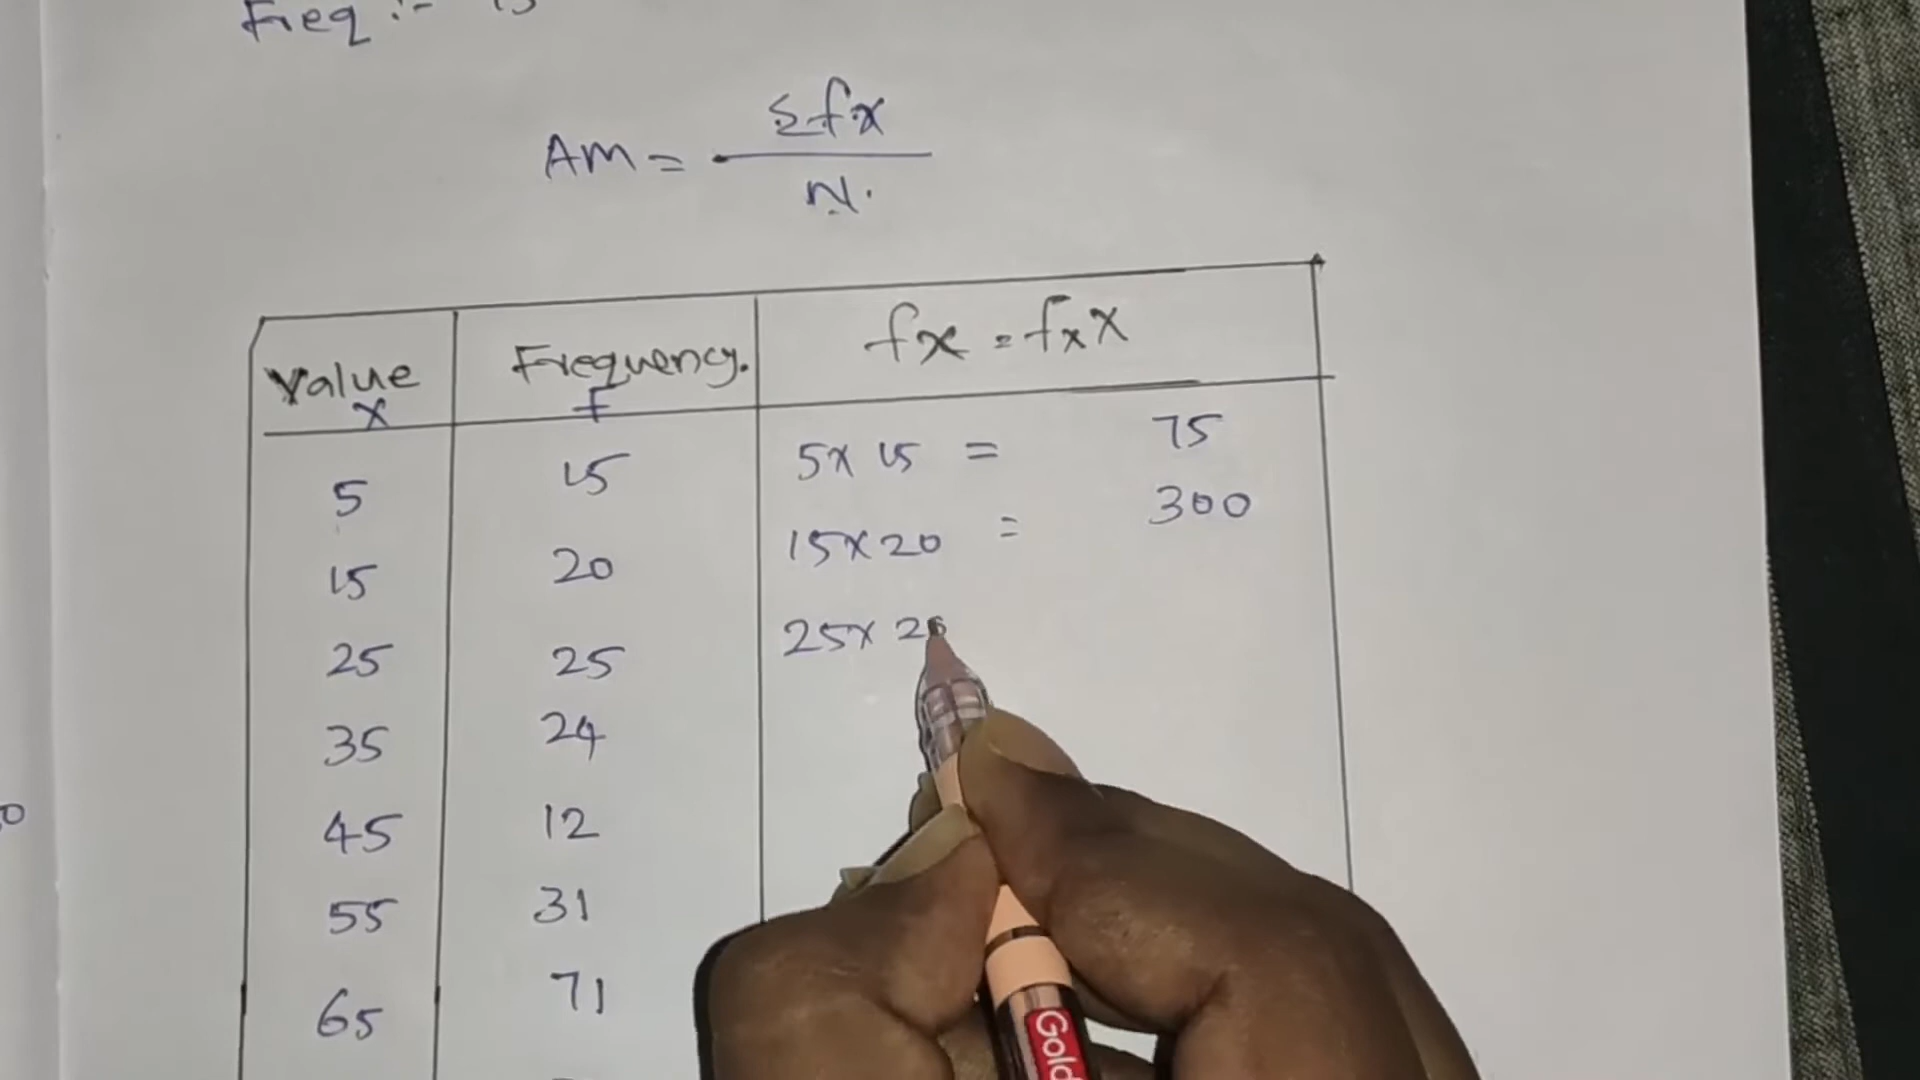 Freq :- 15
AM = Σfx
N.
Value Frequency. fx = f x X
X F
5 15 5 x 15 = 75
15 20 15 x 20 = 300
25 25 25 x 25
35 24
45 12
55 31
65 71
Gold